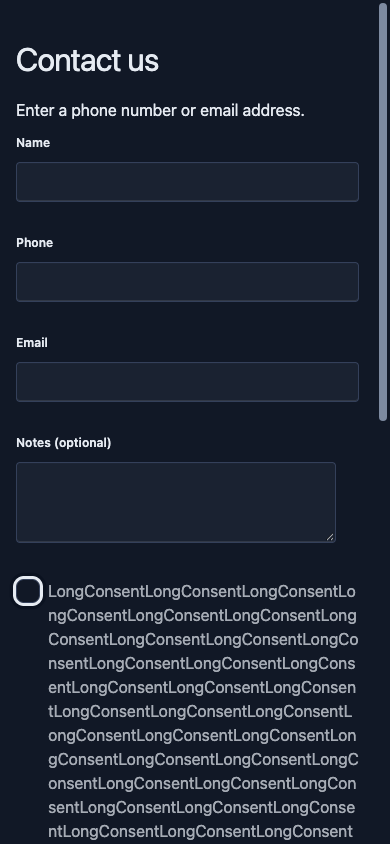 Contact us
Enter a phone number or email address.
Name
Phone
Email
Notes (optional)
LongConsentLongConsentLongConsentLo
ngConsentLongConsentLongConsentLong
ConsentLongConsentLongConsentLongCo
nsentLongConsentLongConsentLongCons
entLongConsentLongConsentLongConsen
tLongConsentLongConsentLongConsentL
ongConsentLongConsentLongConsentLon
gConsentLongConsentLongConsentLongC
onsentLongConsentLongConsentLongCon
sentLongConsentLongConsentLongConse
ntLongConsentLongConsentLongConsent